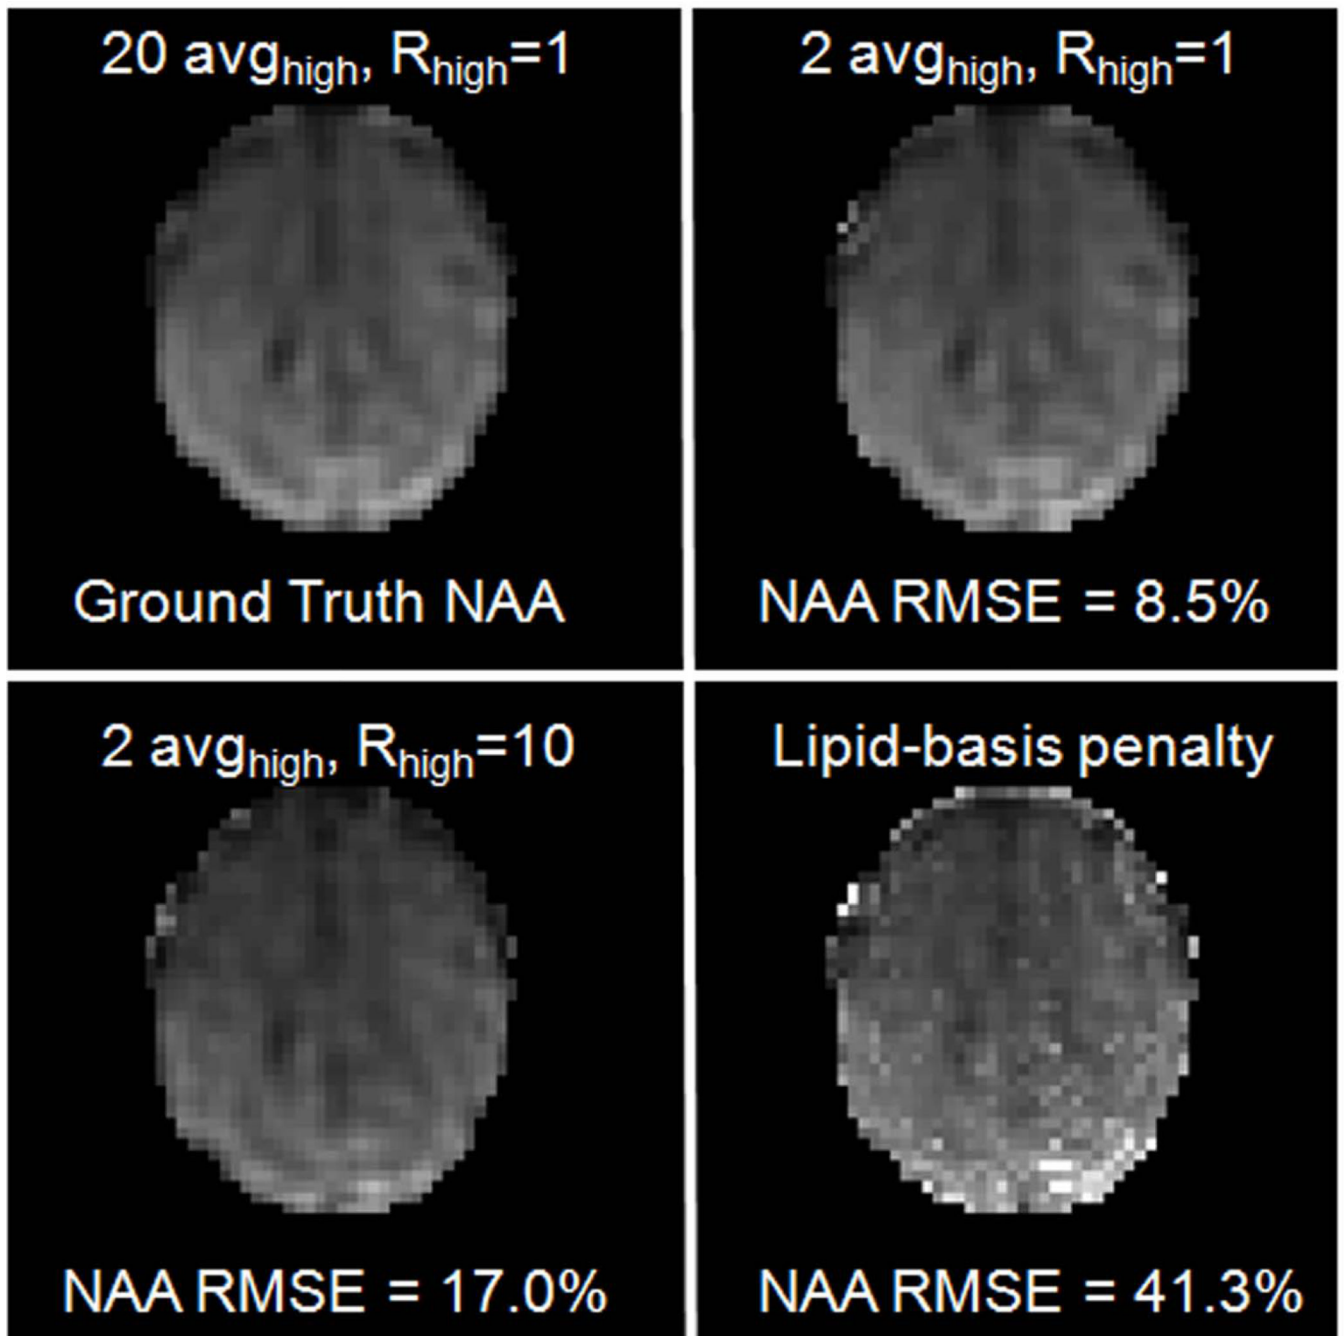 20 avghigh, Rhigh=1
2 avghigh, Rhigh=1
Ground Truth NAA
NAA RMSE = 8.5%
2 avghigh, Rhigh=10
Lipid-basis penalty
NAA RMSE = 17.0%
NAA RMSE = 41.3%